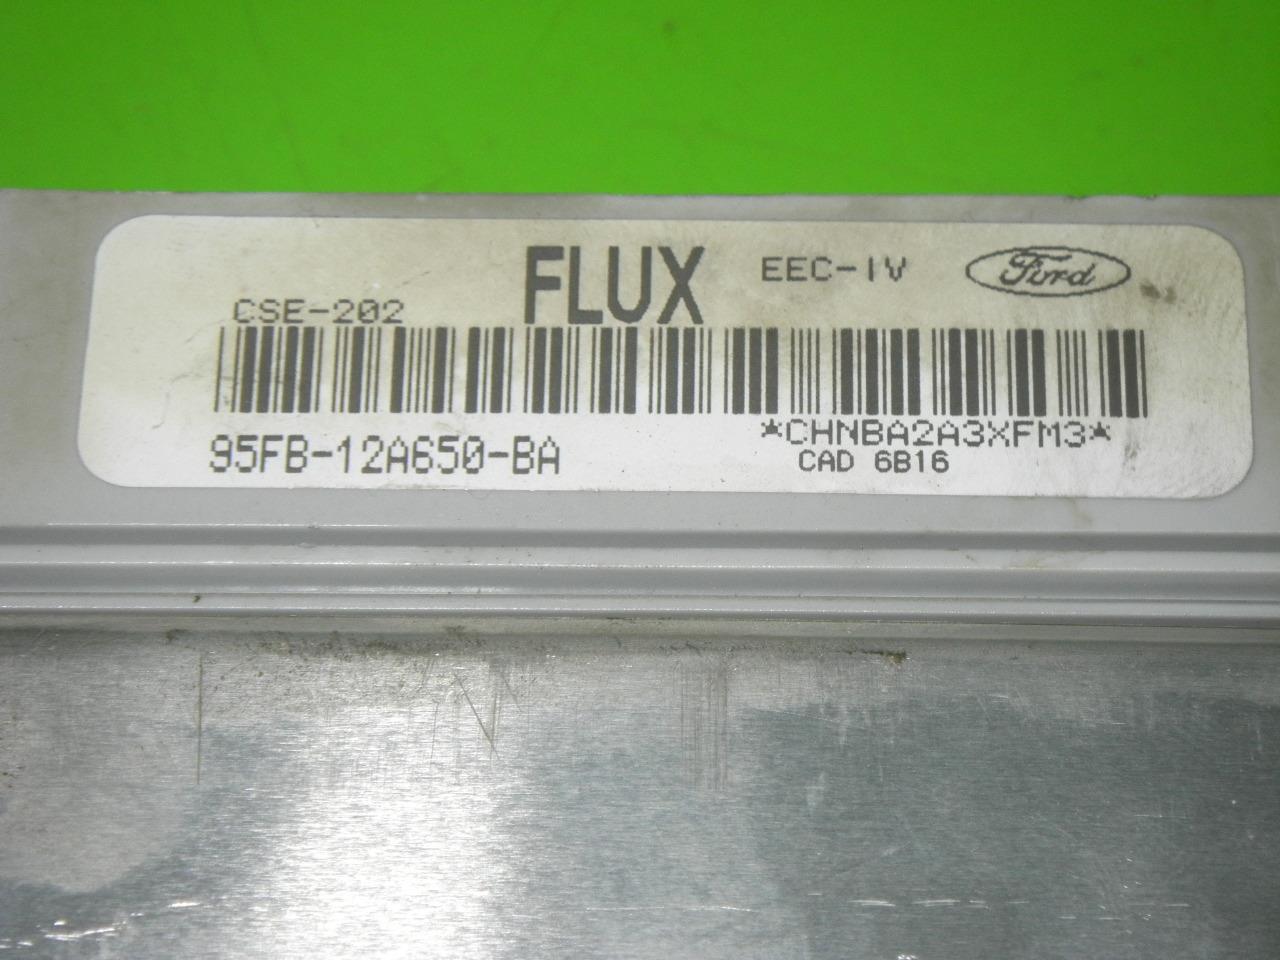 FLUX EEC-IV Ford
CSE-202
*CHNBA2A3XFM3*
95FB-12A650-BA
CAD 6B16